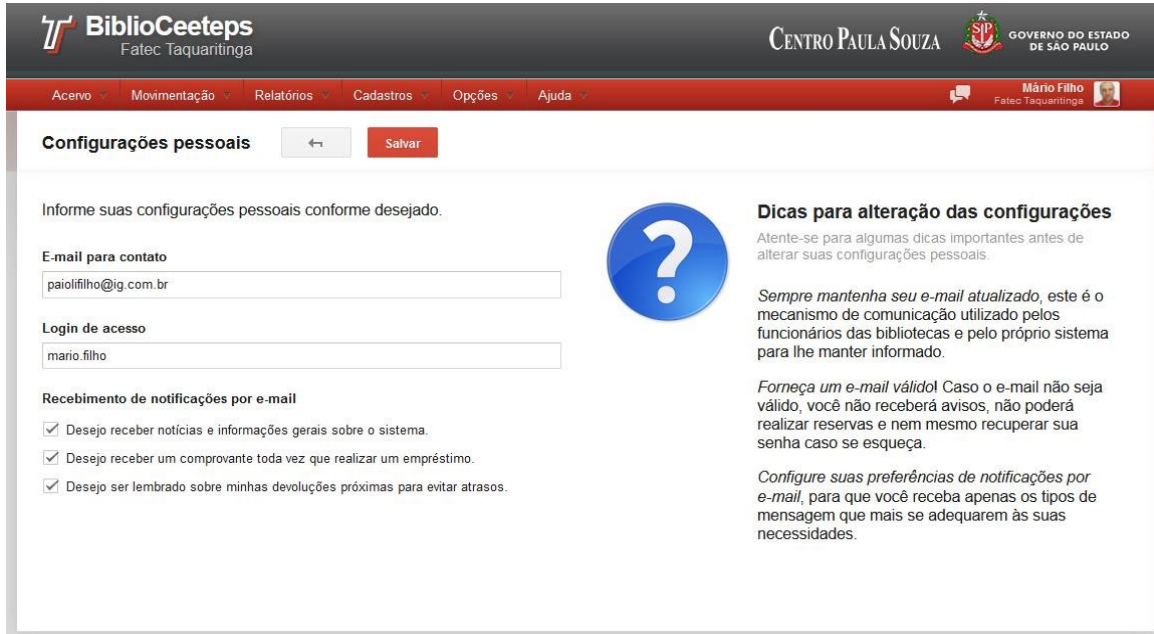 BiblioCeeteps
Fatec Taquaritinga
CENTRO PAULA SOUZA
SP
GOVERNO DO ESTADO
DE SÃO PAULO
Acervo
Movimentação
Relatórios
Cadastros
Opções
Ajuda
Mário Filho
Fatec Taquaritinga
Configurações pessoais
Salvar
Informe suas configurações pessoais conforme desejado.
E-mail para contato
paiolifilho@ig.com.br
Login de acesso
mario.filho
Recebimento de notificações por e-mail
Desejo receber notícias e informações gerais sobre o sistema.
Desejo receber um comprovante toda vez que realizar um empréstimo.
Desejo ser lembrado sobre minhas devoluções próximas para evitar atrasos.
?
Dicas para alteração das configurações
Atente-se para algumas dicas importantes antes de
alterar suas configurações pessoais.
Sempre mantenha seu e-mail atualizado, este é o
mecanismo de comunicação utilizado pelos
funcionários das bibliotecas e pelo próprio sistema
para lhe manter informado.
Forneça um e-mail válido! Caso o e-mail não seja
válido, você não receberá avisos, não poderá
realizar reservas e nem mesmo recuperar sua
senha caso se esqueça.
Configure suas preferências de notificações por
e-mail, para que você receba apenas os tipos de
mensagem que mais se adequarem às suas
necessidades.